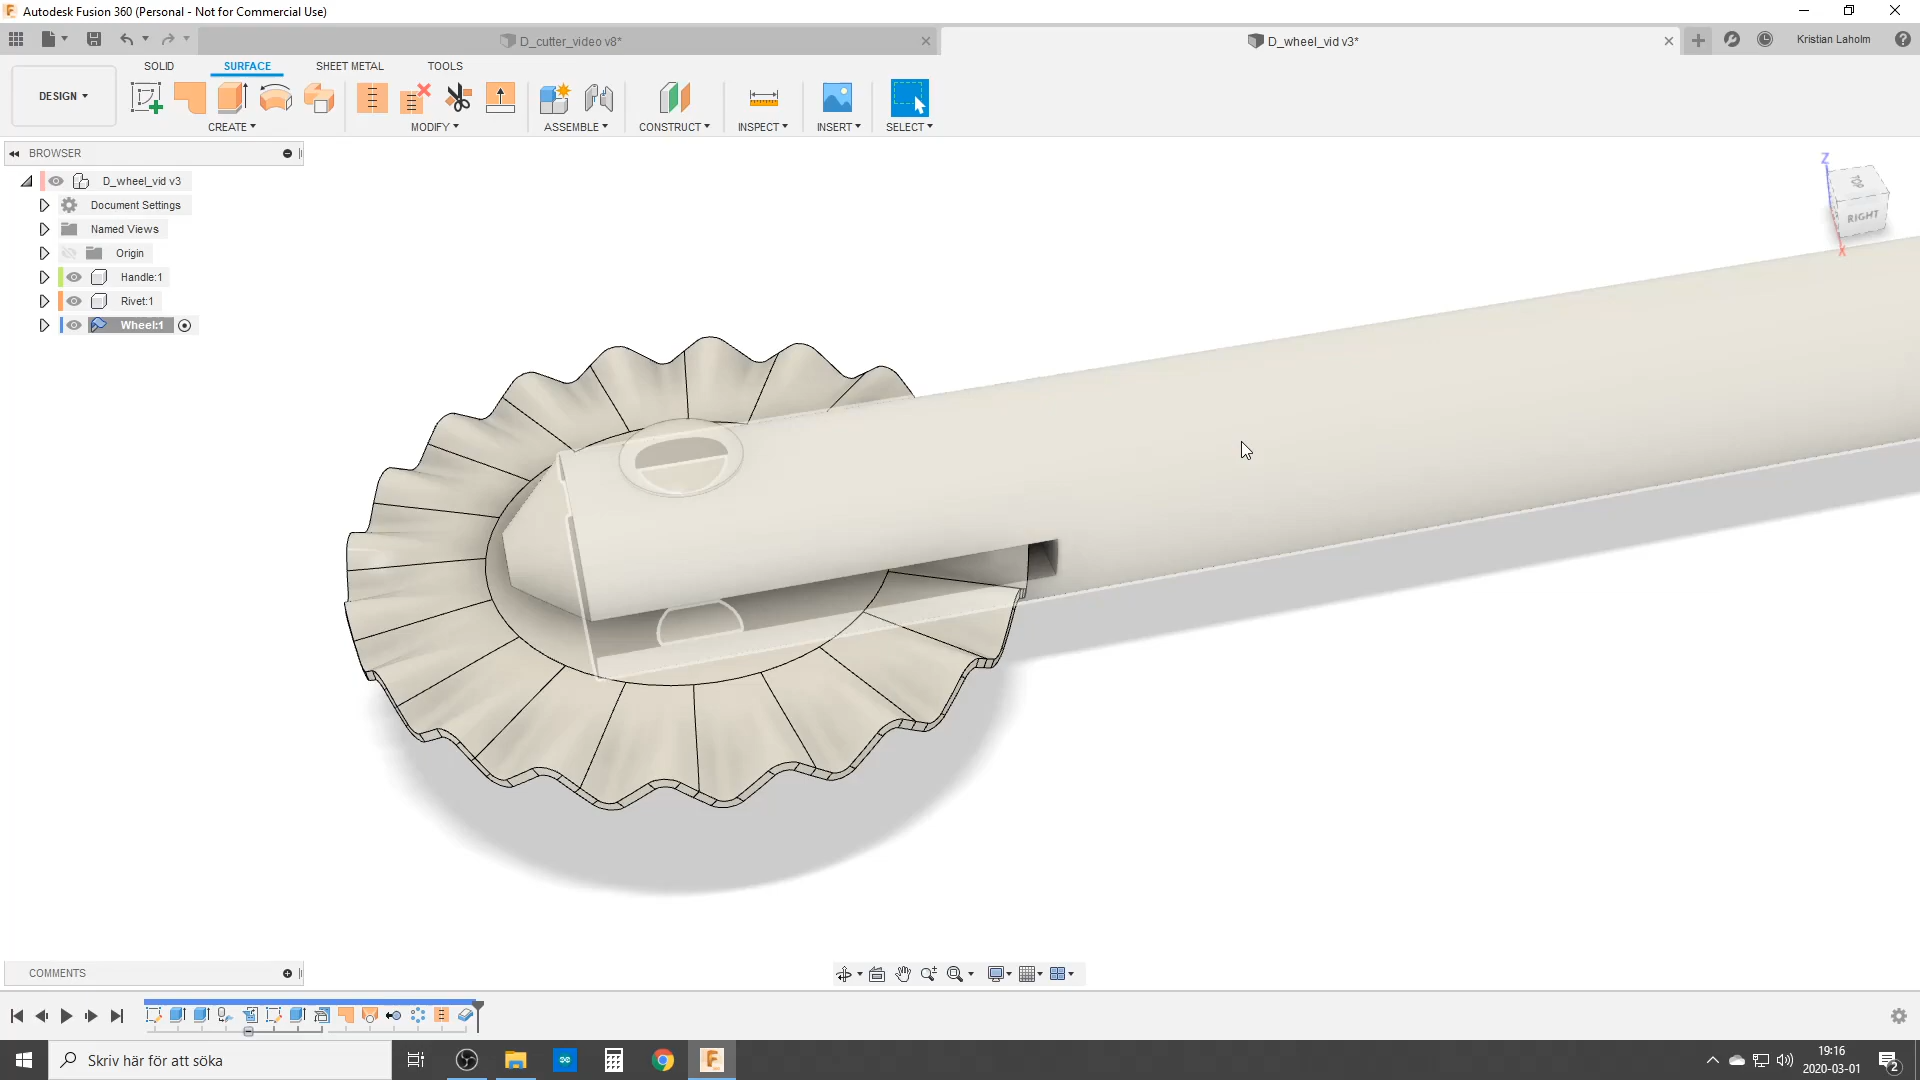 Autodesk Fusion 360 (Personal - Not for Commercial Use)
D_cutter_video v8*
D_wheel_vid v3*
Kristian Laholm
SOLID
SURFACE
SHEET METAL
TOOLS
DESIGN
CREATE
MODIFY
ASSEMBLE
CONSTRUCT
INSPECT
INSERT
SELECT
BROWSER
D_wheel_vid v3
Document Settings
Named Views
Origin
Handle:1
Rivet:1
Wheel:1
Z
TOP
RIGHT
X
COMMENTS
Skriv här för att söka
19:16
2020-03-01
2